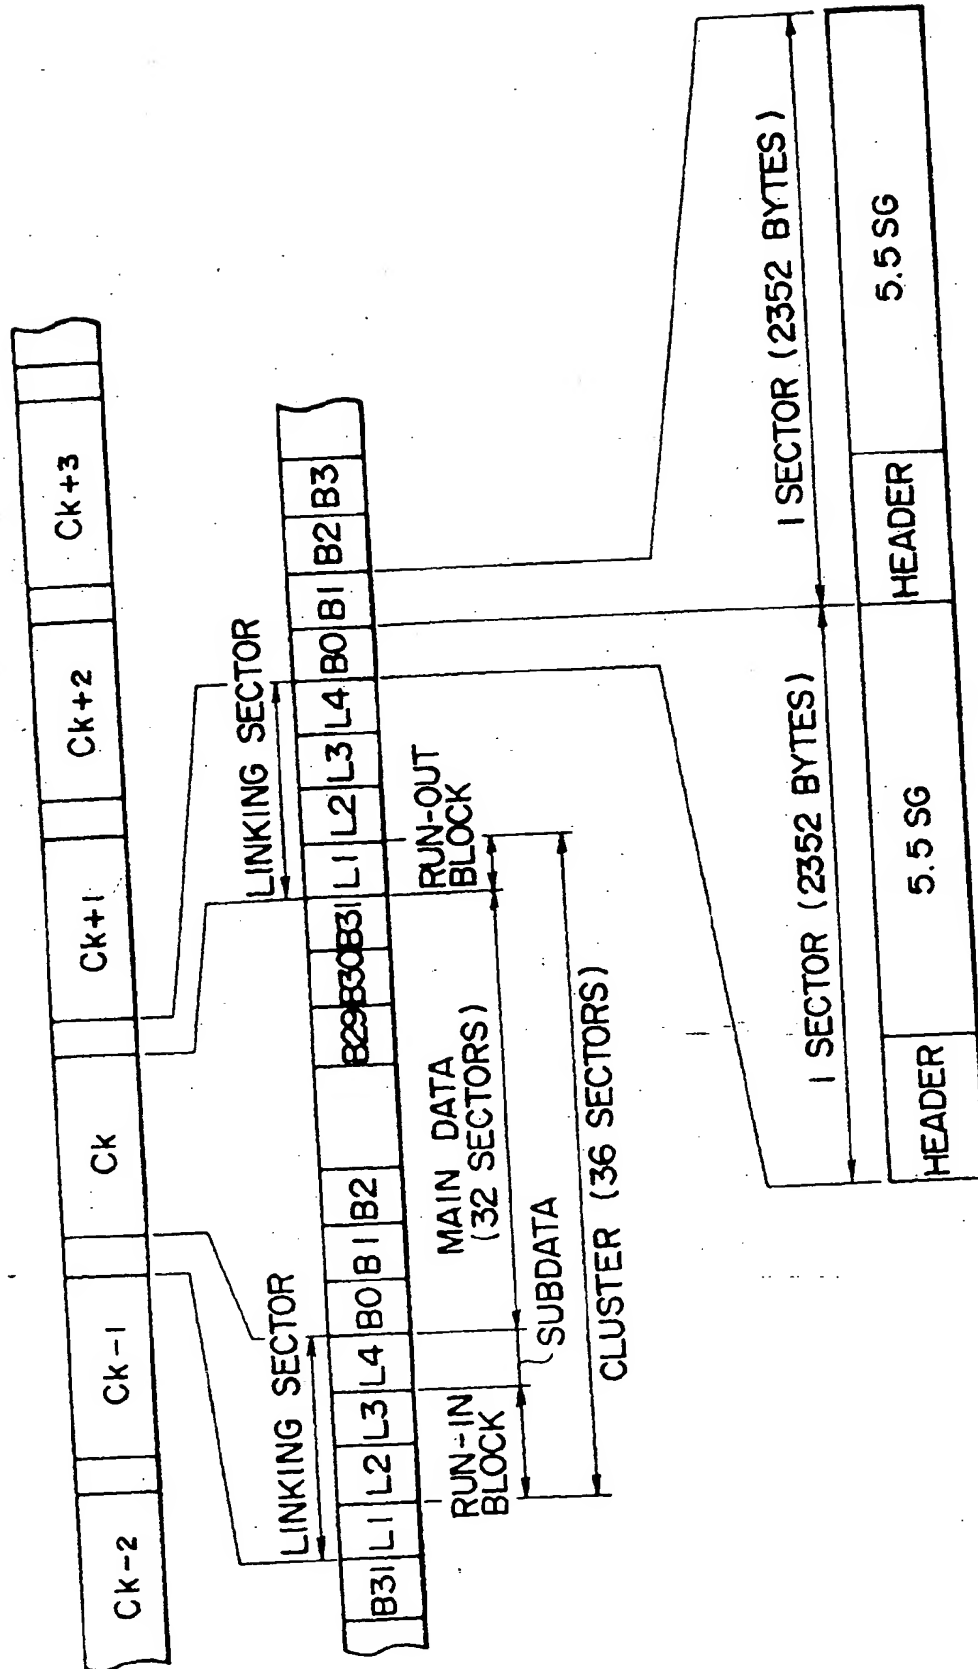 Ck-2 Ck-1 Ck Ck+1 Ck+2 Ck+3
LINKING SECTOR
LINKING SECTOR
B31 L1 L2 L3 L4 B0 B1 B2 B29 B30 B31 L1 L2 L3 L4 B0 B1 B2 B3
RUN-IN
BLOCK
SUBDATA
MAIN DATA
(32 SECTORS)
RUN-OUT
BLOCK
CLUSTER (36 SECTORS)
1 SECTOR (2352 BYTES)
1 SECTOR (2352 BYTES)
HEADER 5.5 SG HEADER 5.5 SG